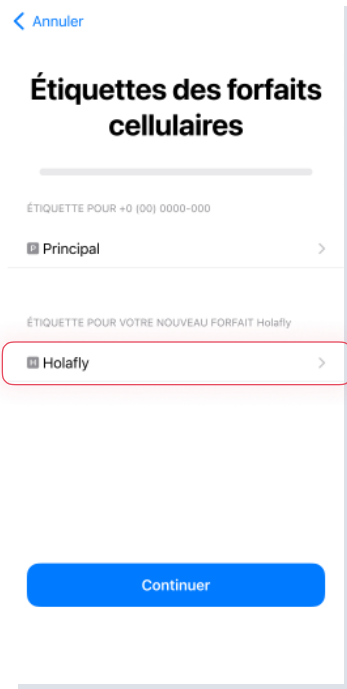 Annuler
Étiquettes des forfaits
cellulaires
ÉTIQUETTE POUR +0 (00) 0000-000
P Principal
ÉTIQUETTE POUR VOTRE NOUVEAU FORFAIT Holafly
H Holafly
Continuer